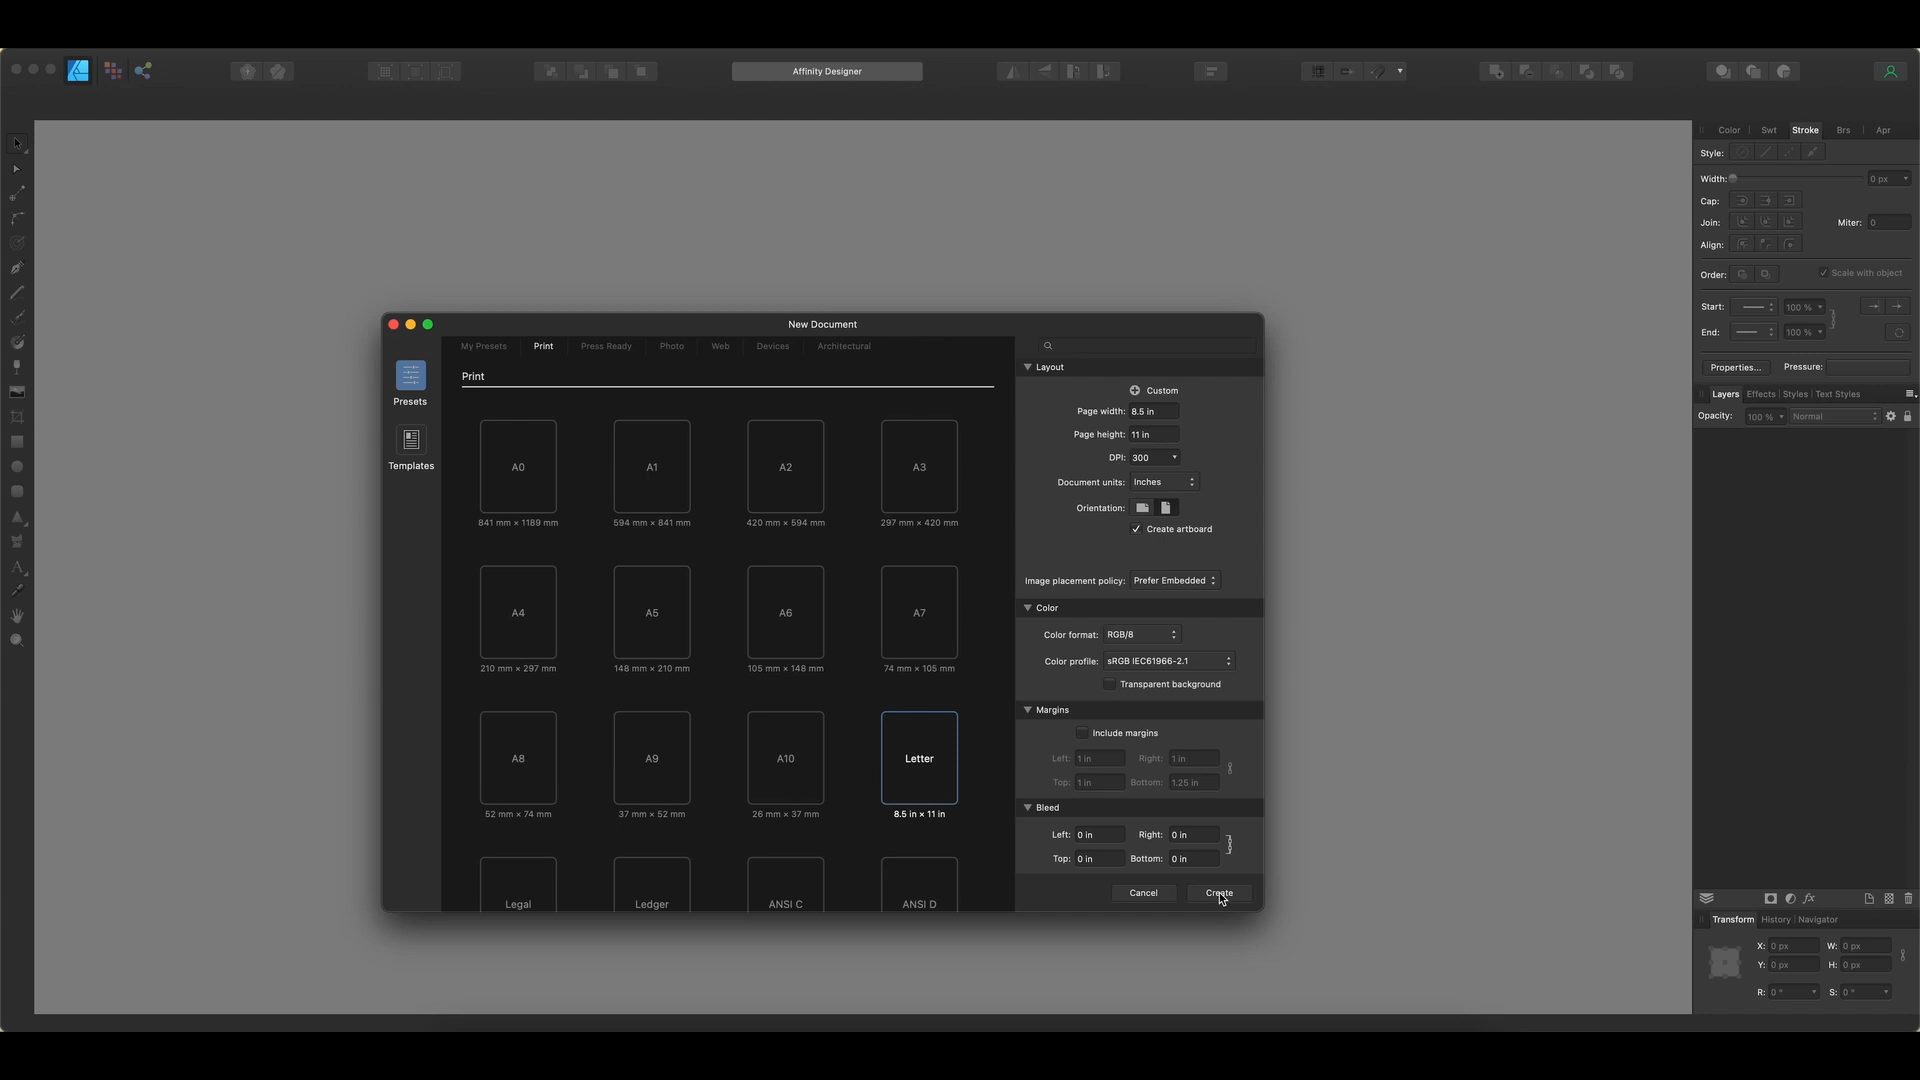 Affinity Designer
Color
Swt
Stroke
Brs
Apr
Style:
Width:
0 px
Cap:
Join:
Miter: 0
Align:
Order:
Scale with object
Start:
100 %
End:
100 %
Properties...
Pressure:
Layers
Effects
Styles
Text Styles
Opacity:
100 %
Normal
New Document
My Presets
Print
Press Ready
Photo
Web
Devices
Architectural
Presets
Templates
Print
A0
A1
A2
A3
841 mm × 1189 mm
594 mm × 841 mm
420 mm × 594 mm
297 mm × 420 mm
A4
A5
A6
A7
210 mm × 297 mm
148 mm × 210 mm
105 mm × 148 mm
74 mm × 105 mm
A8
A9
A10
Letter
52 mm × 74 mm
37 mm × 52 mm
26 mm × 37 mm
8.5 in × 11 in
Legal
Ledger
ANSI C
ANSI D
Layout
Custom
Page width: 8.5 in
Page height: 11 in
DPI: 300
Document units: Inches
Orientation:
Create artboard
Image placement policy: Prefer Embedded
Color
Color format: RGB/8
Color profile: sRGB IEC61966-2.1
Transparent background
Margins
Include margins
Left: 1 in Right: 1 in
Top: 1 in Bottom: 1.25 in
Bleed
Left: 0 in Right: 0 in
Top: 0 in Bottom: 0 in
Cancel
Create
fx
Transform
History
Navigator
X: 0 px W: 0 px
Y: 0 px H: 0 px
R: 0 ° S: 0 °